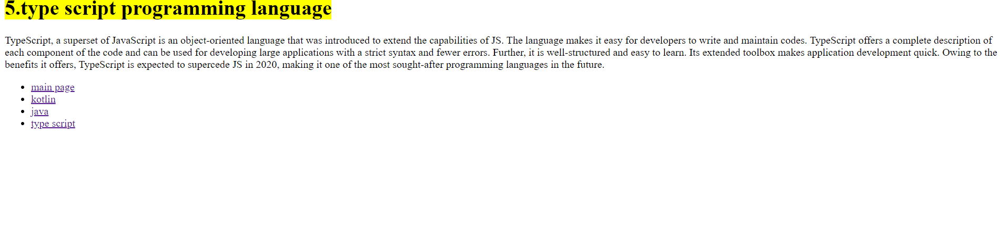 5.type script programming language
TypeScript, a superset of JavaScript is an object-oriented language that was introduced to extend the capabilities of JS. The language makes it easy for developers to write and maintain codes. TypeScript offers a complete description of
each component of the code and can be used for developing large applications with a strict syntax and fewer errors. Further, it is well-structured and easy to learn. Its extended toolbox makes application development quick. Owing to the
benefits it offers, TypeScript is expected to supercede JS in 2020, making it one of the most sought-after programming languages in the future.
• main page
• kotlin
• java
• type script